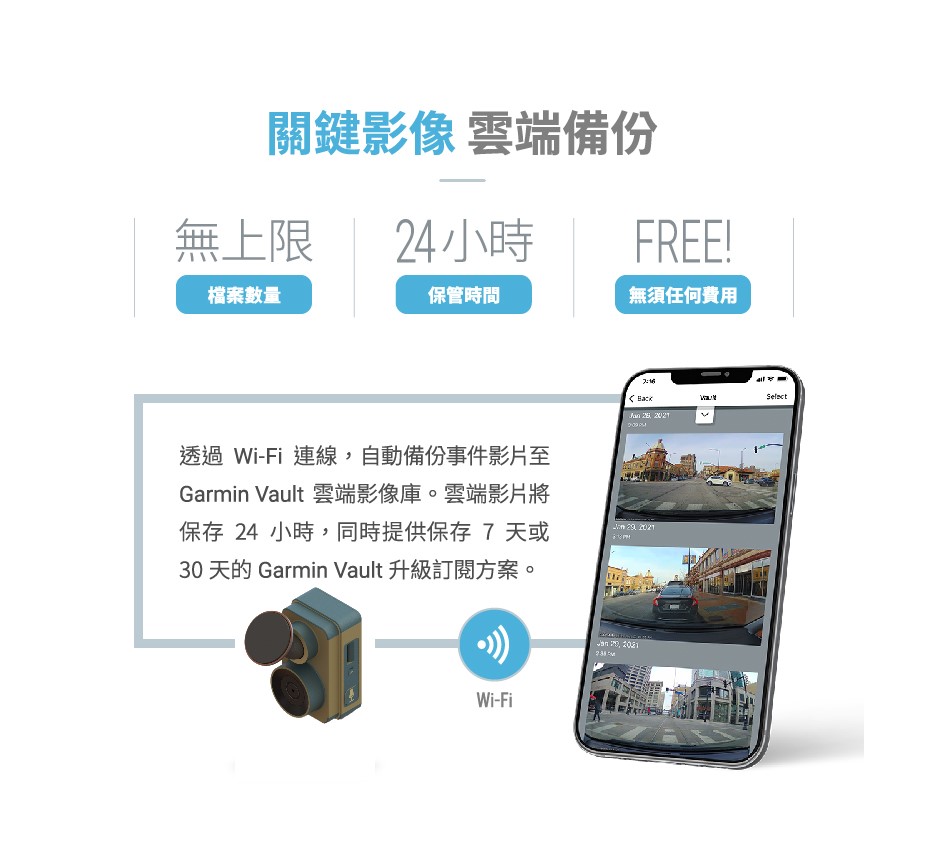 關鍵影像 雲端備份
無上限
檔案數量
24小時
保管時間
FREE!
無須任何費用
透過 Wi-Fi 連線，自動備份事件影片至
Garmin Vault 雲端影像庫。雲端影片將
保存 24 小時，同時提供保存 7 天或
30 天的 Garmin Vault 升級訂閱方案。
Wi-Fi
Back Vault Select
Jan 29, 2021
Jan 29, 2021